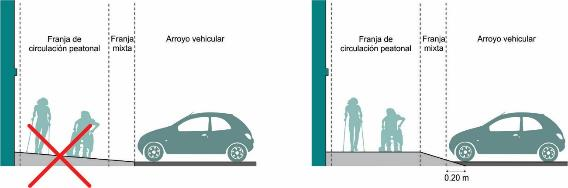 Franja de
circulación peatonal
Franja
mixta
Arroyo vehicular
Franja de
circulación peatonal
Franja
mixta
Arroyo vehicular
0.20 m